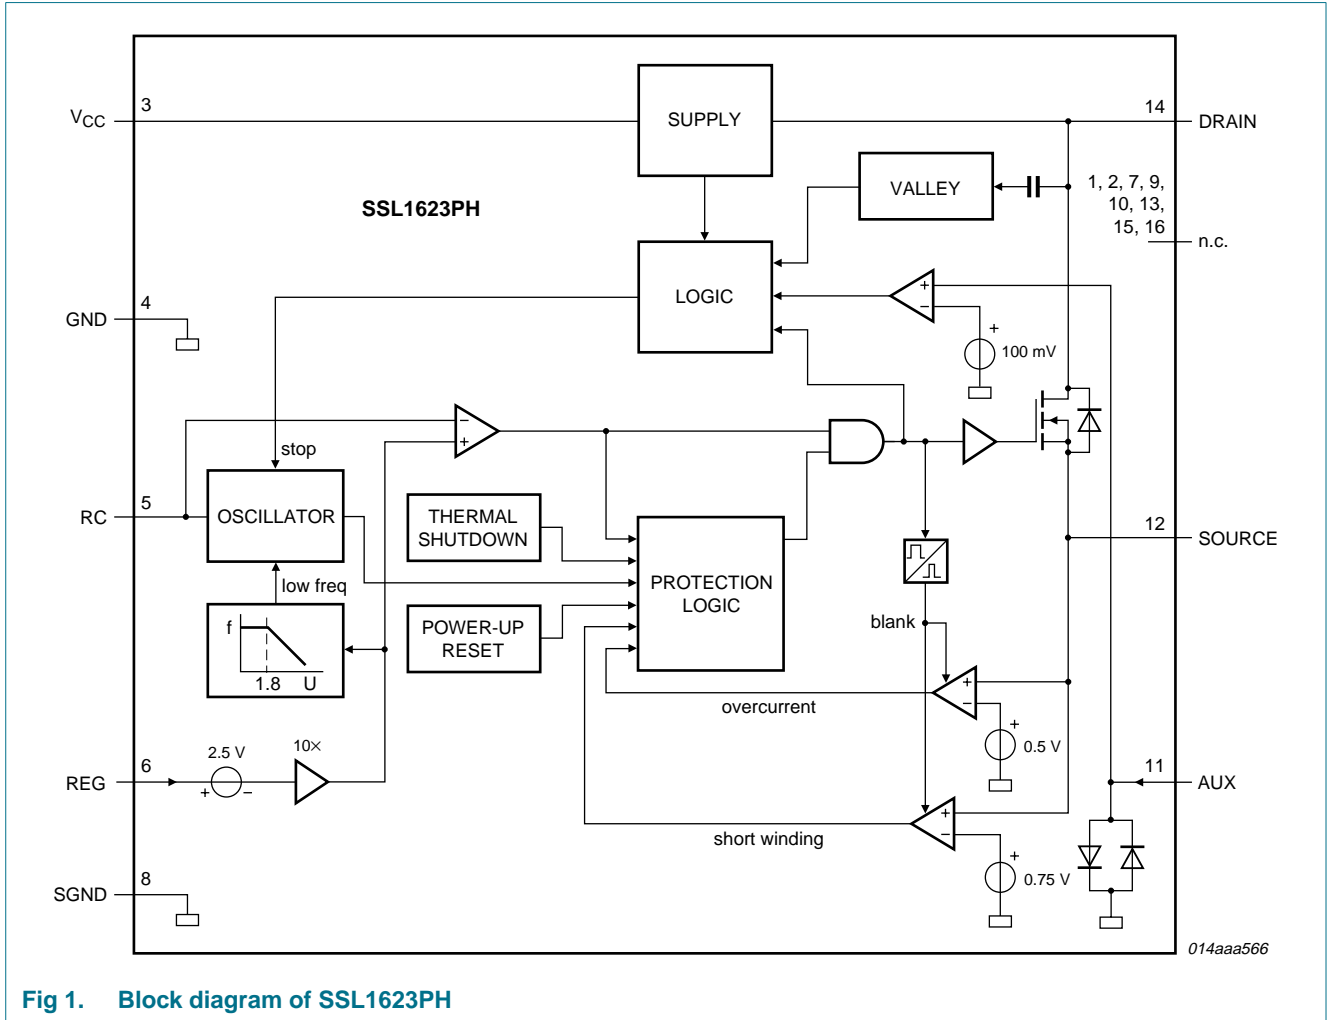 3
V_CC
SUPPLY
14
DRAIN
VALLEY
1, 2, 7, 9,
10, 13,
15, 16
n.c.
SSL1623PH
4
GND
LOGIC
+
−
+
100 mV
−
+
stop
5
RC
OSCILLATOR
THERMAL
SHUTDOWN
12
SOURCE
low freq
PROTECTION
LOGIC
f
1.8 U
POWER-UP
RESET
blank
+
−
overcurrent
+
0.5 V
2.5 V
10×
6
REG
+ −
11
AUX
+
−
short winding
+
0.75 V
8
SGND
014aaa566
Fig 1. Block diagram of SSL1623PH